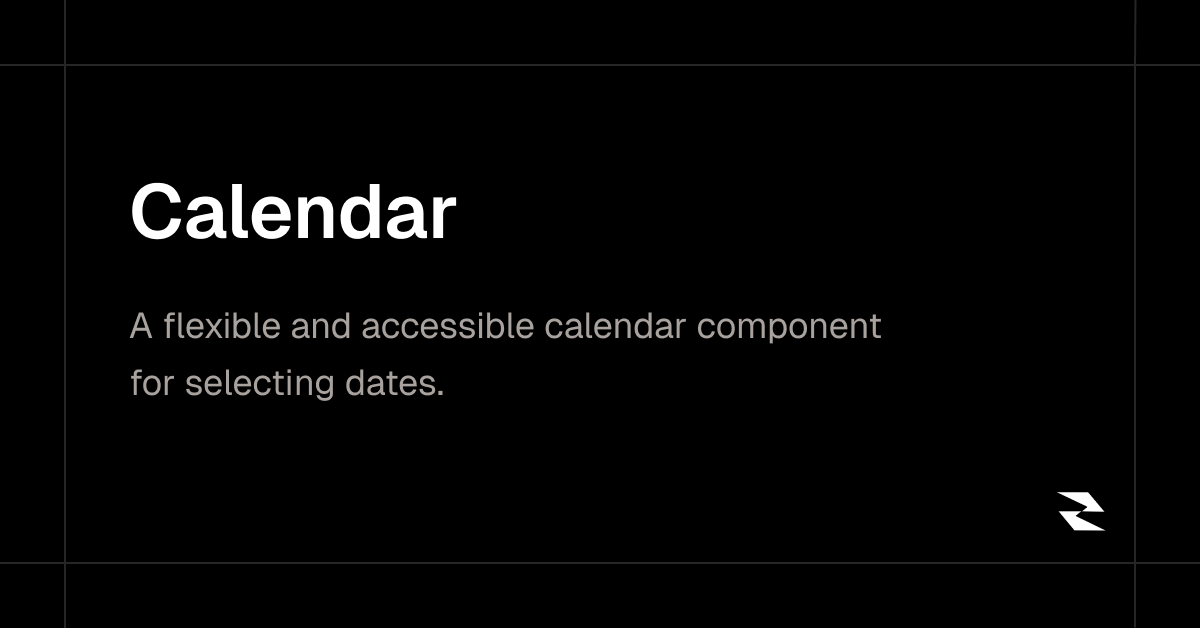 Calendar
A flexible and accessible calendar component
for selecting dates.